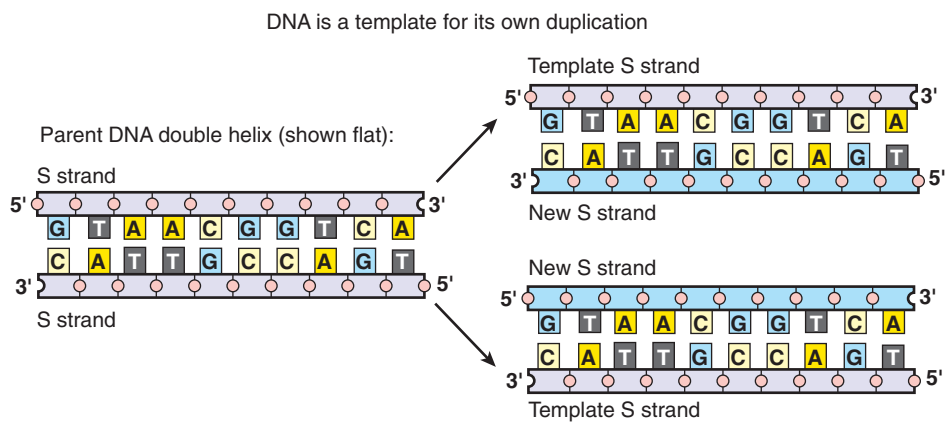 DNA is a template for its own duplication
Parent DNA double helix (shown flat):
S strand
5' 3'
G T A A C G G T C A
C A T T G C C A G T
3' 5'
S strand
Template S strand
5' 3'
G T A A C G G T C A
C A T T G C C A G T
3' 5'
New S strand
New S strand
5' 3'
G T A A C G G T C A
C A T T G C C A G T
3' 5'
Template S strand